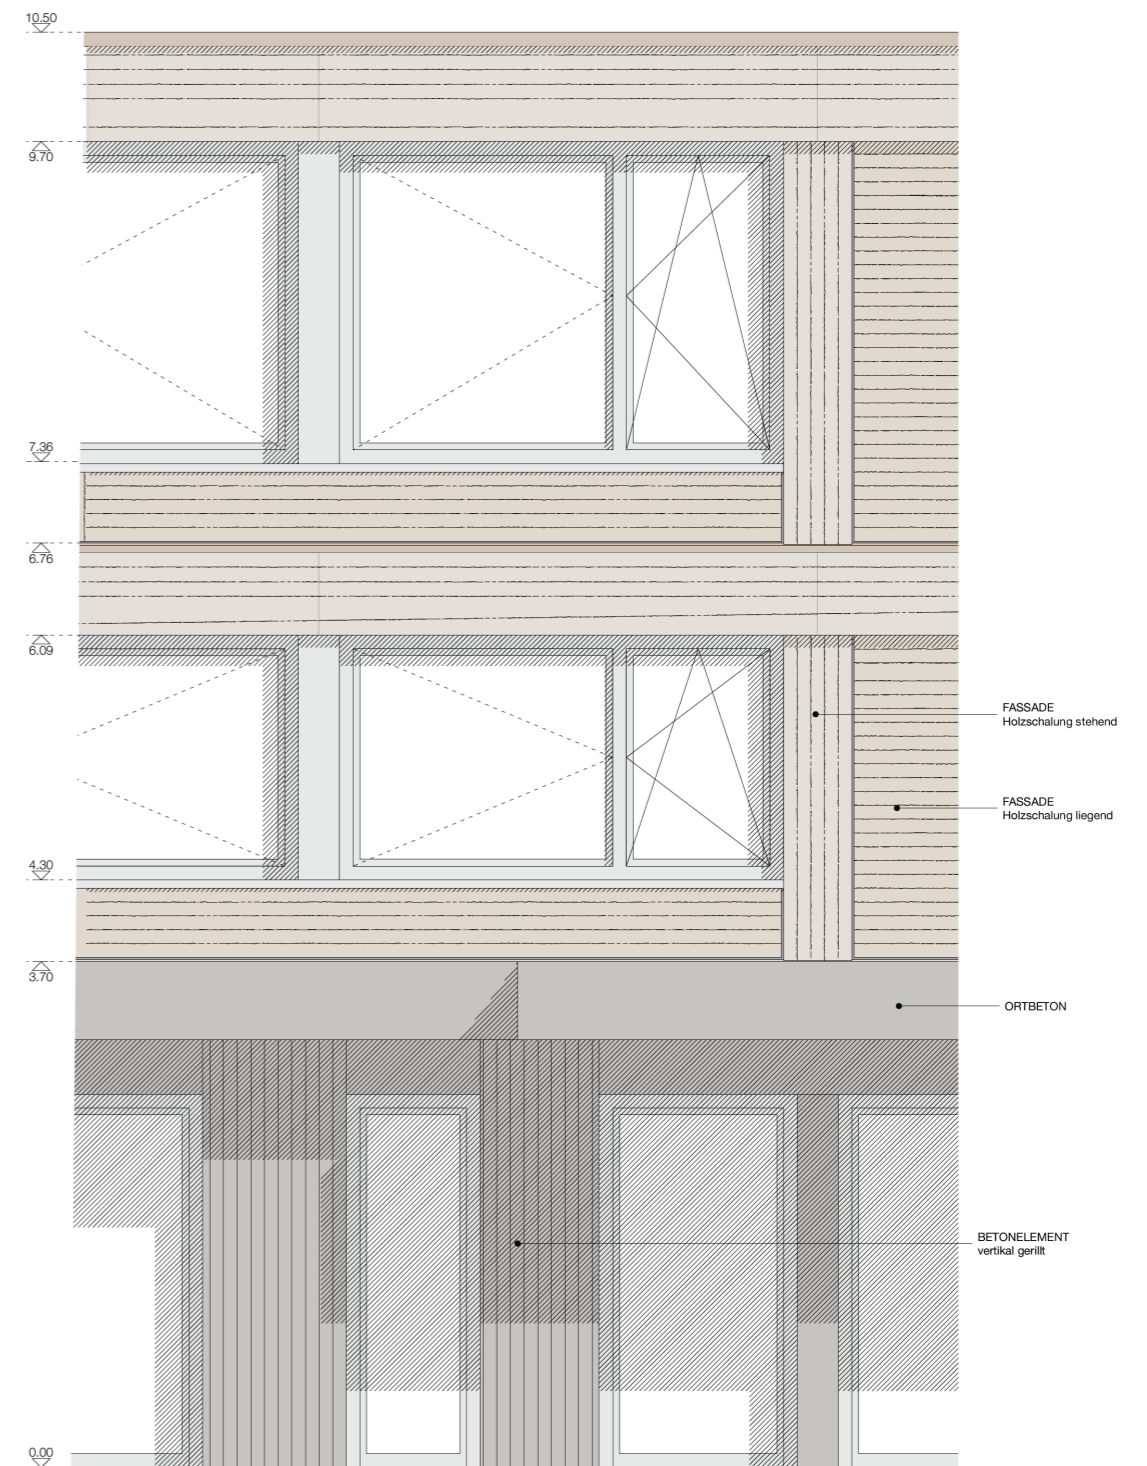 10.50
9.70
7.36
6.76
6.09
FASSADE
Holzschalung stehend
FASSADE
Holzschalung liegend
4.30
3.70
ORTBETON
BETONELEMENT
vertikal gerillt
0.00